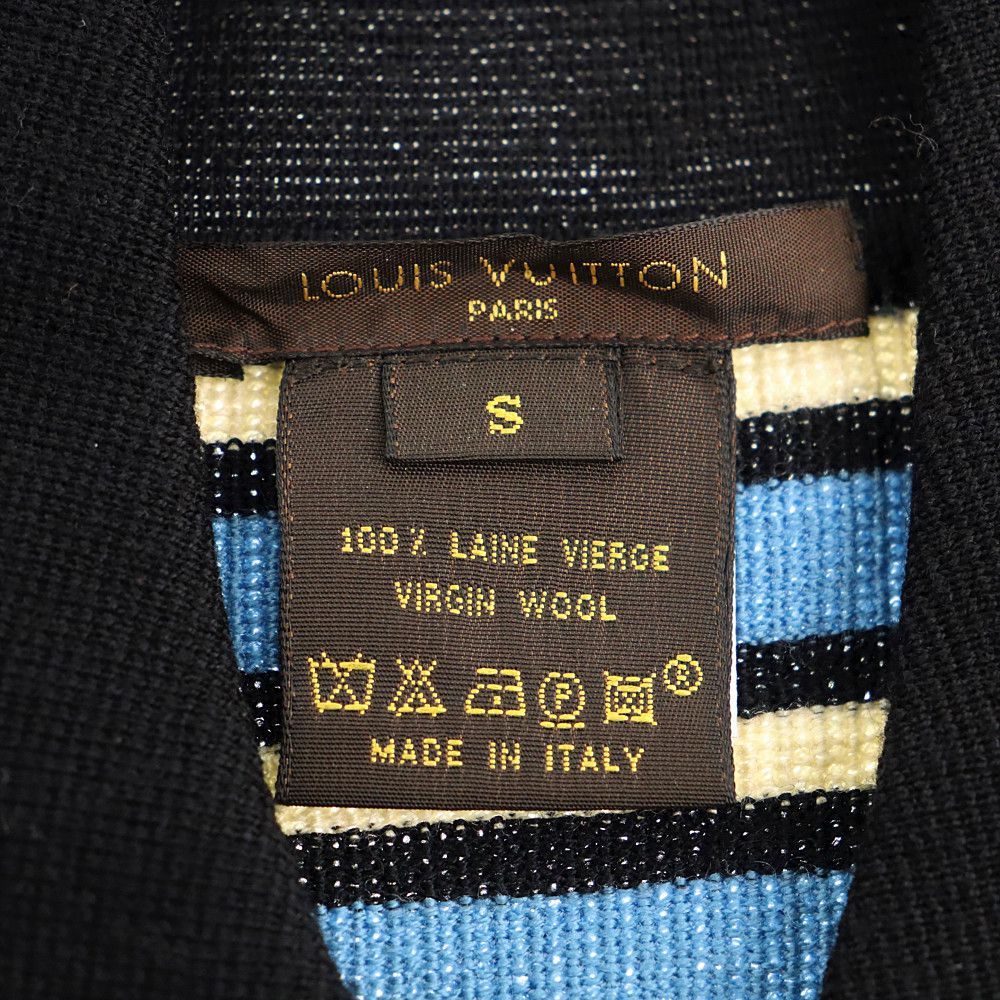 LOUIS VUITTON
PARIS
S
100% LAINE VIERGE
VIRGIN WOOL
P ®
MADE IN ITALY